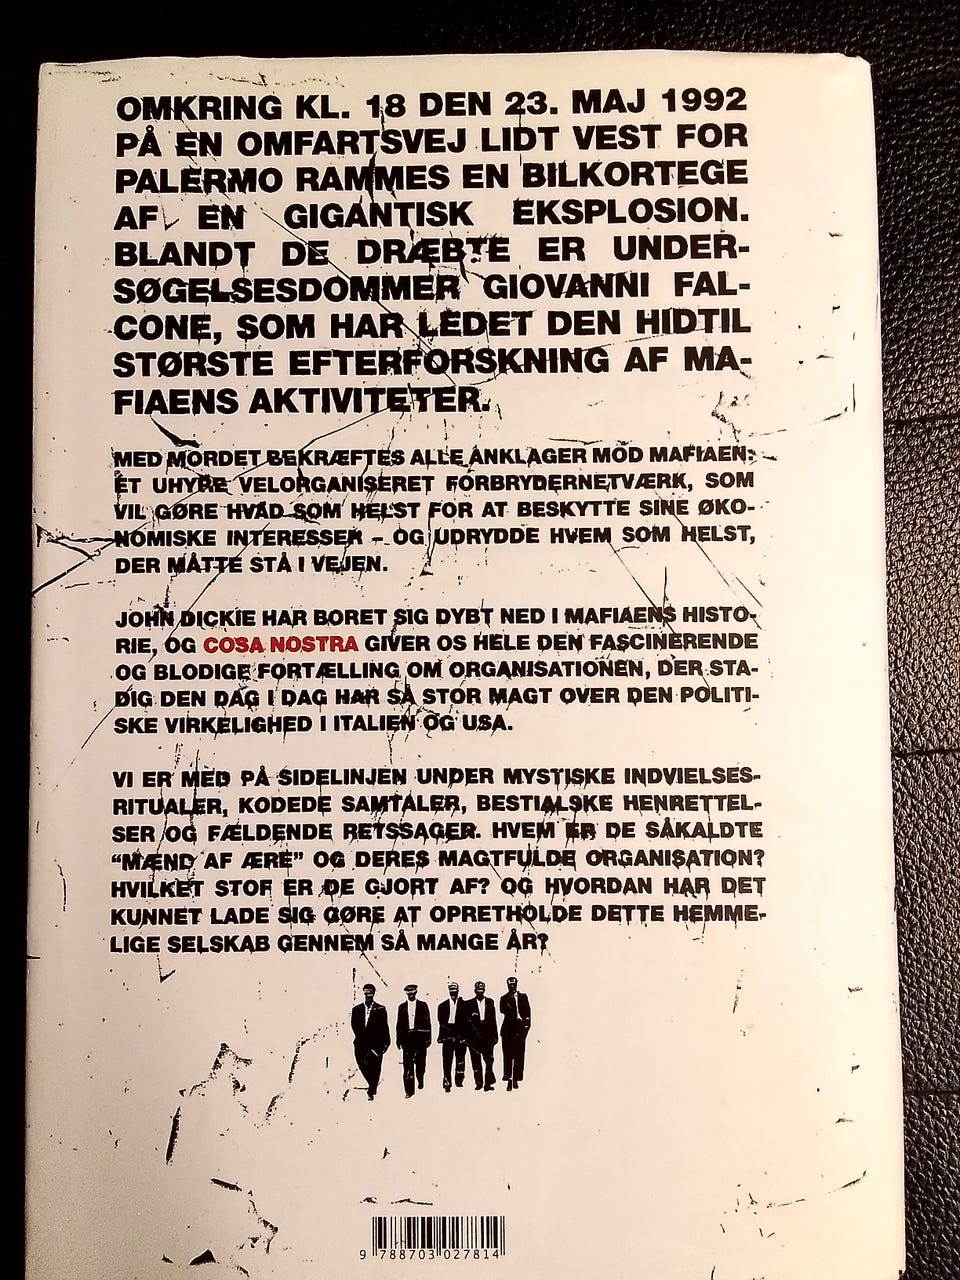 OMKRING KL. 18 DEN 23. MAJ 1992
PÅ EN OMFARTSVEJ LIDT VEST FOR
PALERMO RAMMES EN BILKORTEGE
AF EN GIGANTISK EKSPLOSION.
BLANDT DE DRÆBTE ER UNDER-
SØGELSESDOMMER GIOVANNI FAL-
CONE, SOM HAR LEDET DEN HIDTIL
STØRSTE EFTERFORSKNING AF MA-
FIAENS AKTIVITETER.
MED MORDET BEKRÆFTES ALLE ANKLAGER MOD MAFIAEN:
ET UHYRE VELORGANISERET FORBRYDERNETVÆRK, SOM
VIL GØRE HVAD SOM HELST FOR AT BESKYTTE SINE ØKO-
NOMISKE INTERESSER – OG UDRYDDE HVEM SOM HELST,
DER MÅTTE STÅ I VEJEN.
JOHN DICKIE HAR BORET SIG DYBT NED I MAFIAENS HISTO-
RIE, OG COSA NOSTRA GIVER OS HELE DEN FASCINERENDE
OG BLODIGE FORTÆLLING OM ORGANISATIONEN, DER STA-
DIG DEN DAG I DAG HAR SÅ STOR MAGT OVER DEN POLITI-
SKE VIRKELIGHED I ITALIEN OG USA.
VI ER MED PÅ SIDELINJEN UNDER MYSTISKE INDVIELSES-
RITUALER, KODEDE SAMTALER, BESTIALSKE HENRETTEL-
SER OG FÆLDENDE RETSSAGER. HVEM ER DE SÅKALDTE
“MÆND AF ÆRE” OG DERES MAGTFULDE ORGANISATION?
HVILKET STOF ER DE GJORT AF? OG HVORDAN HAR DET
KUNNET LADE SIG GØRE AT OPRETHOLDE DETTE HEMME-
LIGE SELSKAB GENNEM SÅ MANGE ÅR?
9 788703 027814